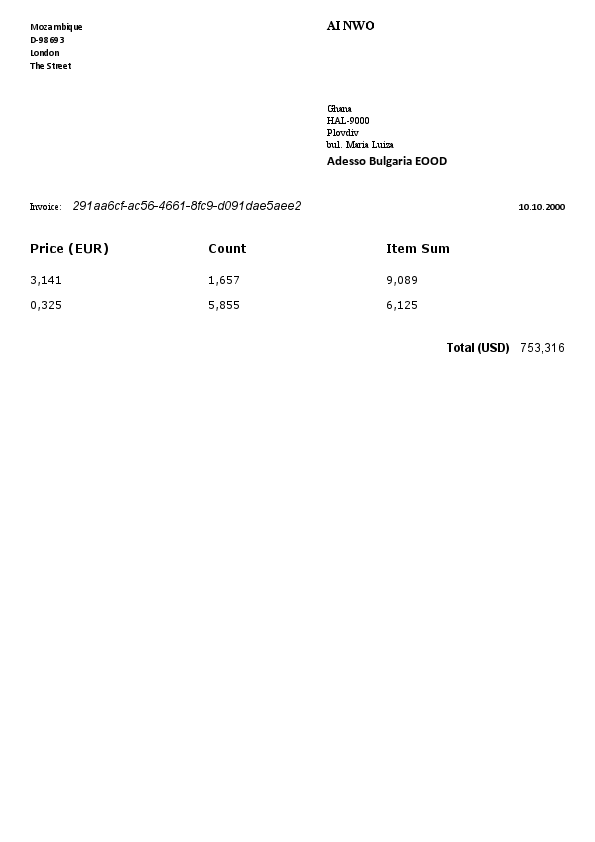 Mozambique
D-98693
London
The Street
AI NWO
Ghana
HAL-9000
Plovdiv
bul. Maria Luiza
Adesso Bulgaria EOOD
Invoice: 291aa6cf-ac56-4661-8fc9-d091dae5aee2 10.10.2000
Price (EUR) Count Item Sum
3,141 1,657 9,089
0,325 5,855 6,125
Total (USD) 753,316